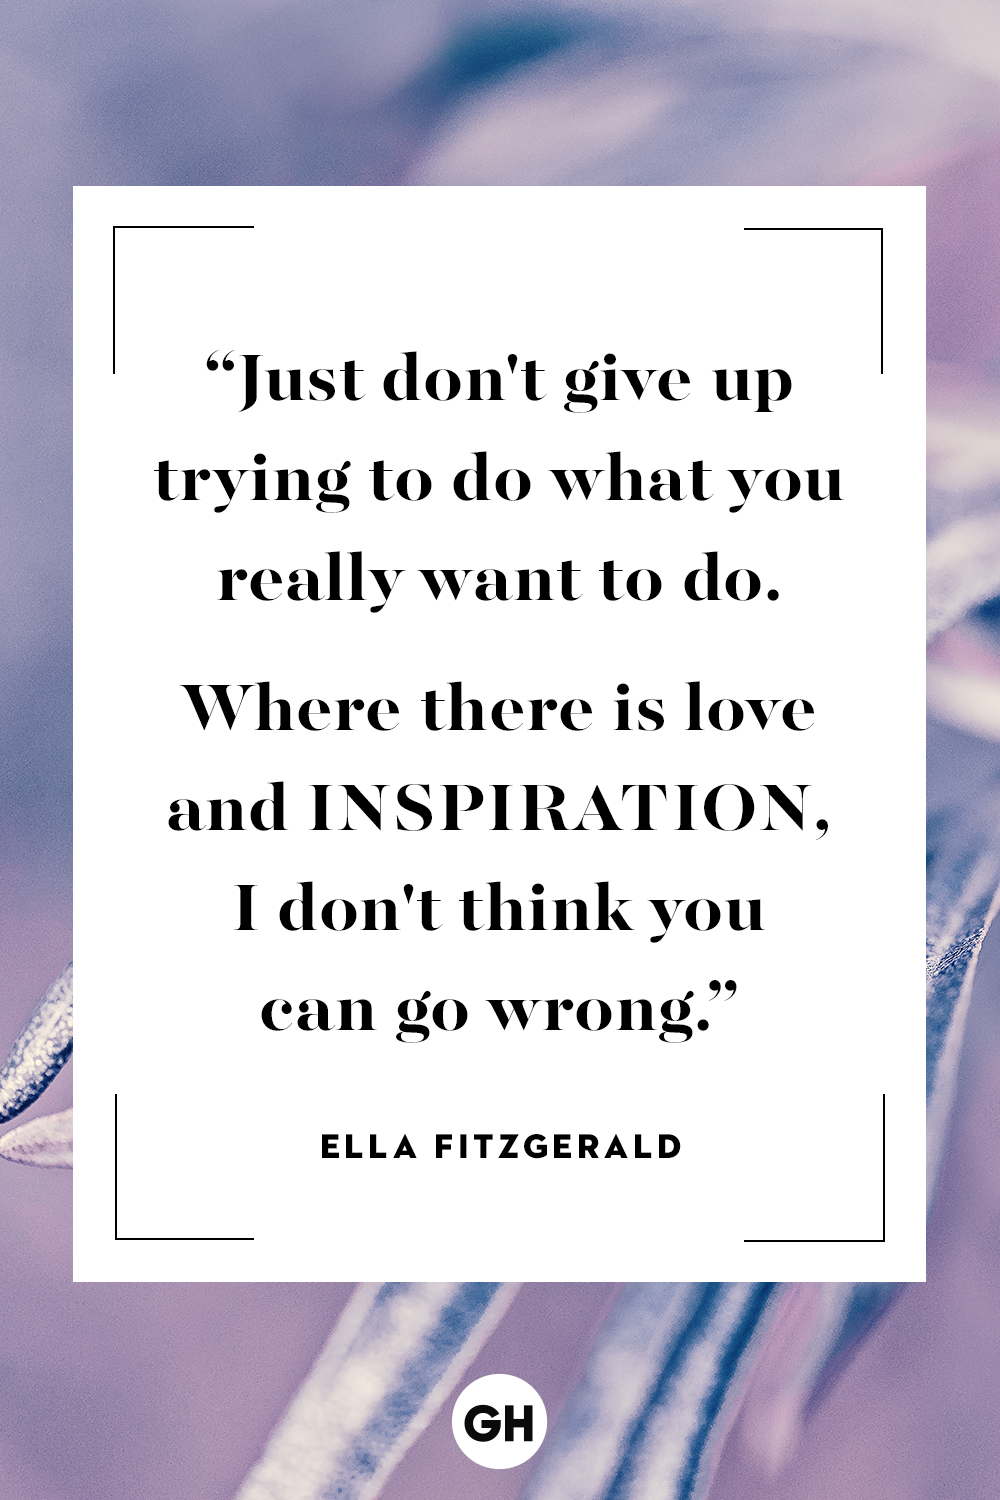 “Just don't give up
trying to do what you
really want to do.
Where there is love
and INSPIRATION,
I don't think you
can go wrong.”
ELLA FITZGERALD
GH